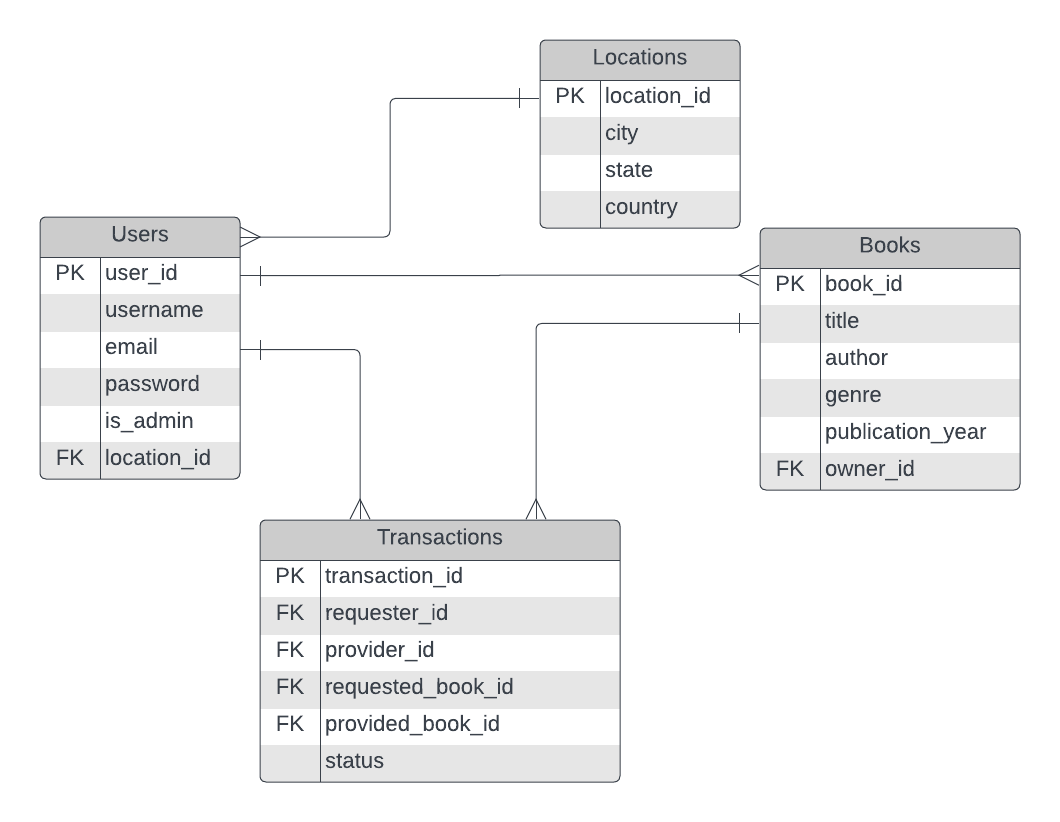 Locations
PK location_id
city
state
country
Users
PK user_id
username
email
password
is_admin
FK location_id
Books
PK book_id
title
author
genre
publication_year
FK owner_id
Transactions
PK transaction_id
FK requester_id
FK provider_id
FK requested_book_id
FK provided_book_id
status